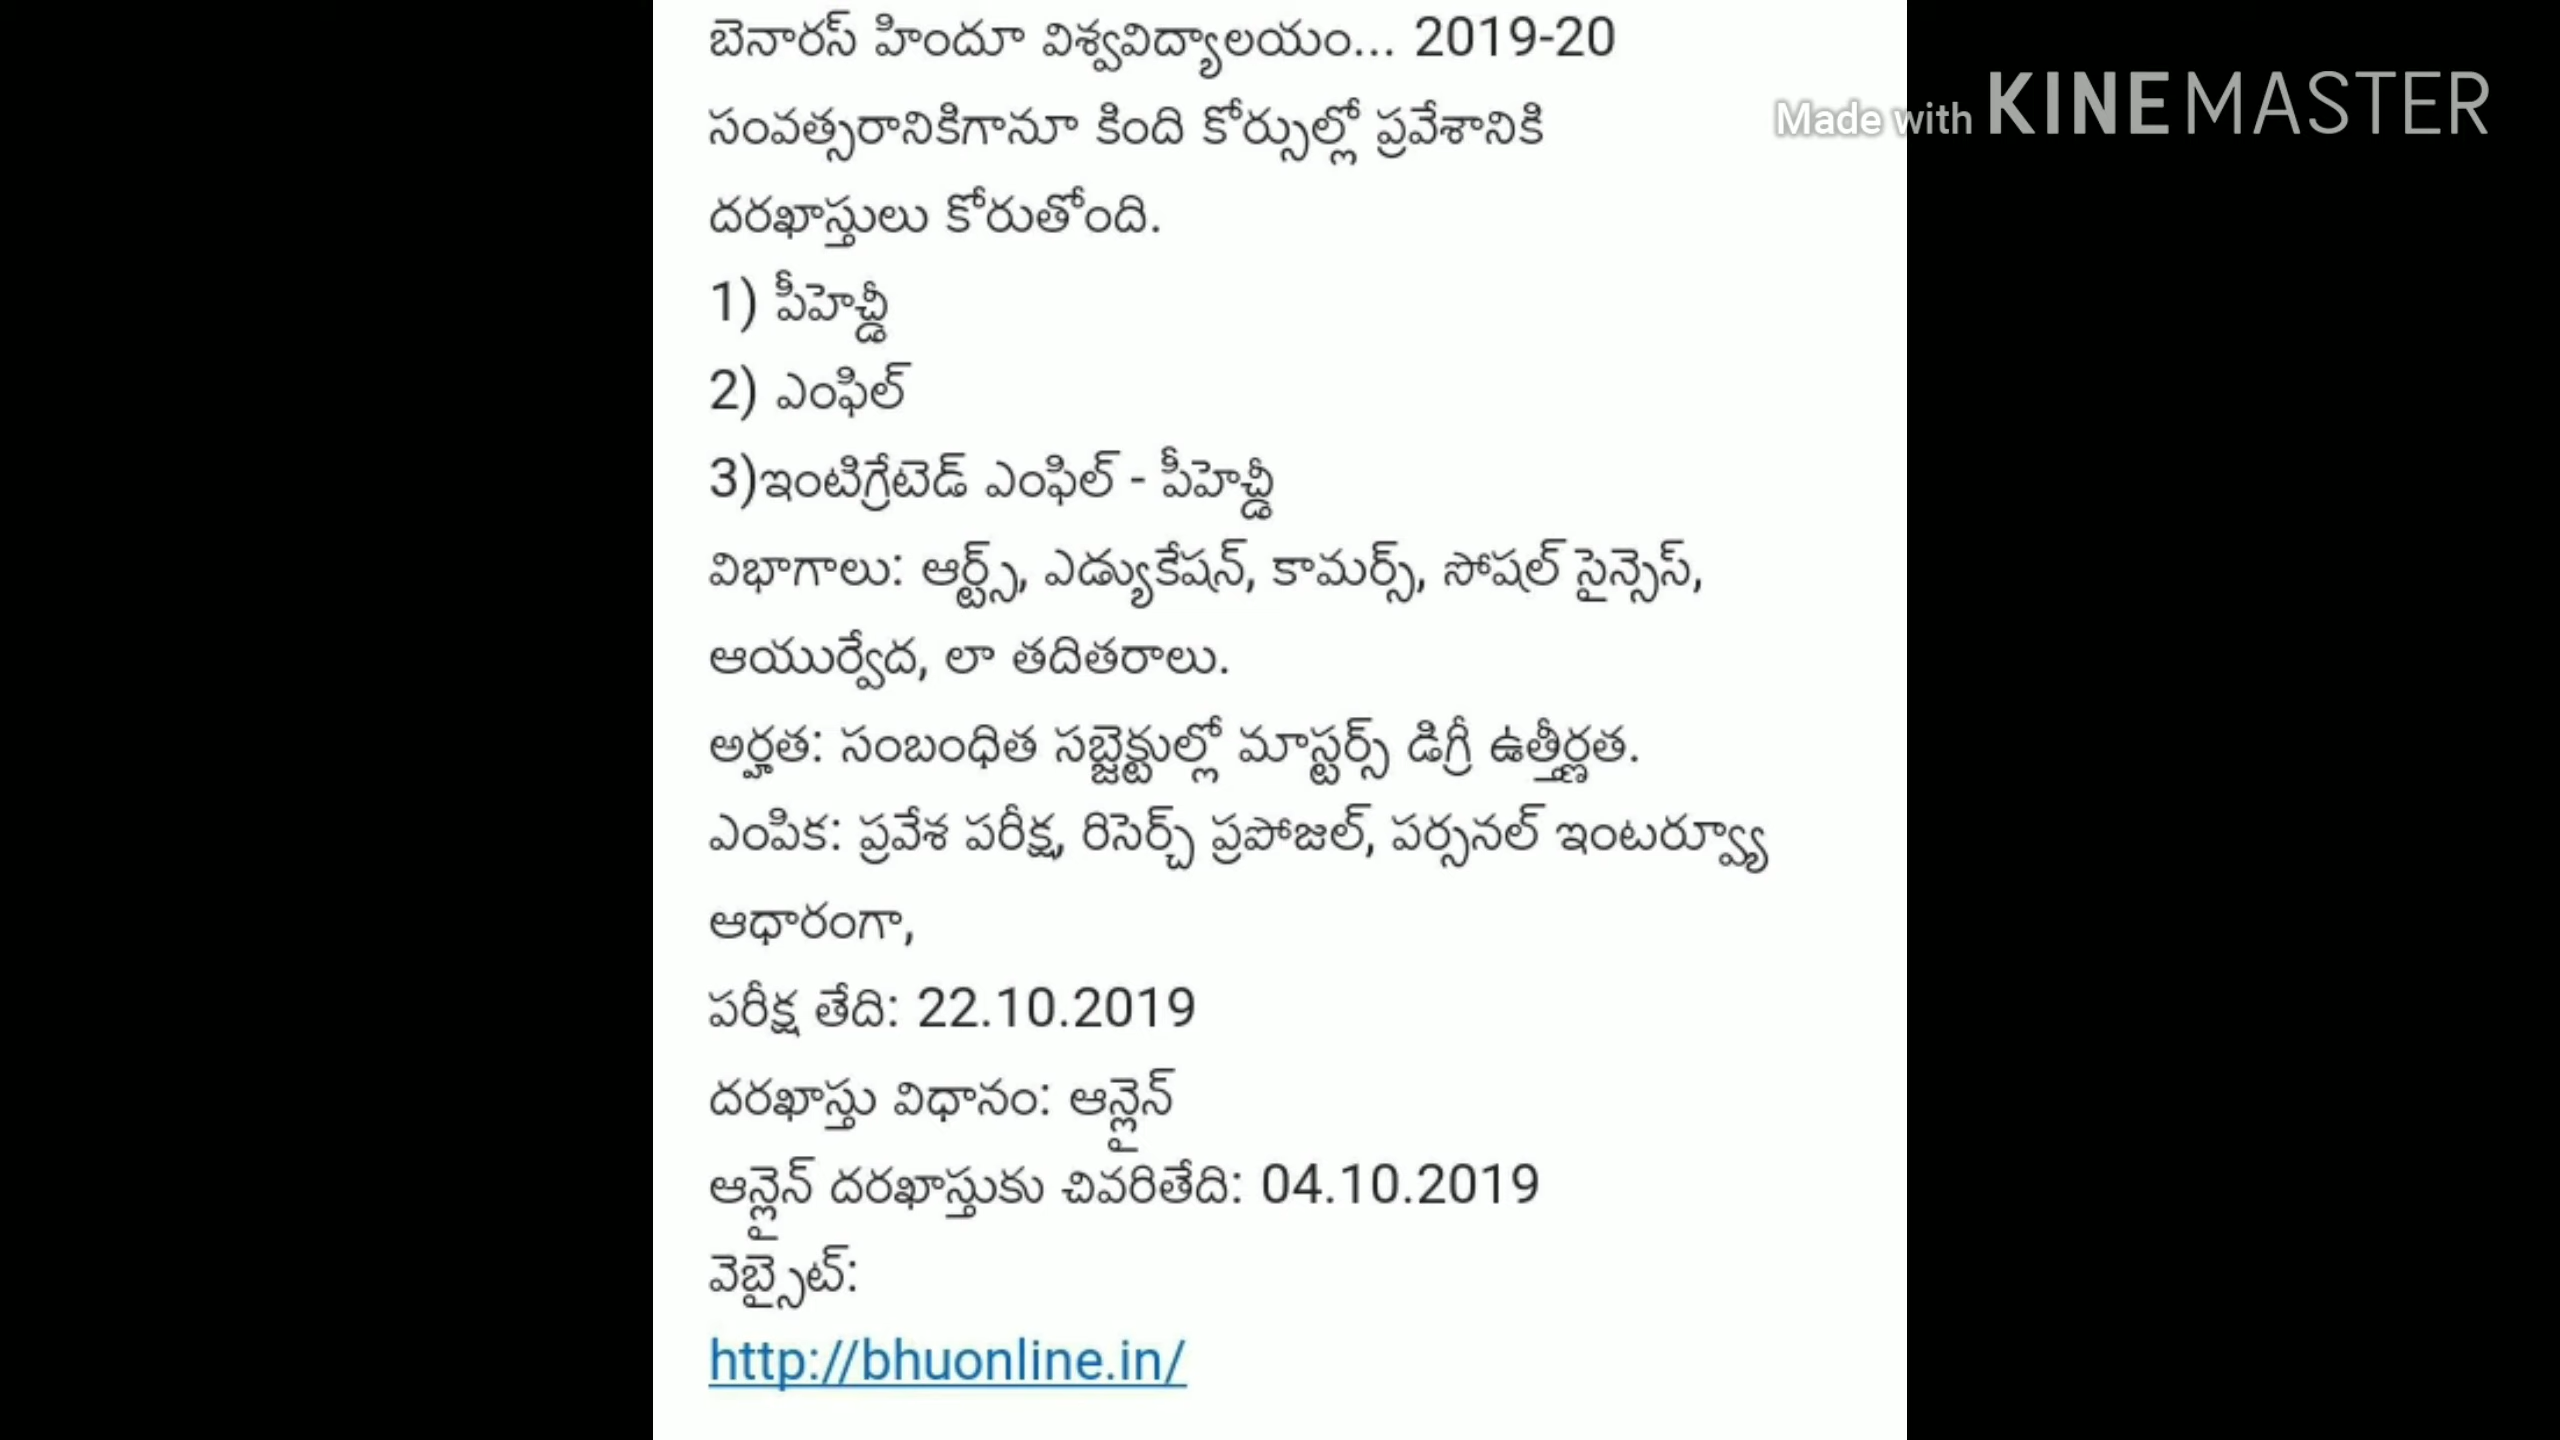 బెనారస్ హిందూ విశ్వవిద్యాలయం... 2019-20
సంవత్సరానికిగానూ కింది కోర్సుల్లో ప్రవేశానికి
దరఖాస్తులు కోరుతోంది.
1) పీహెచ్డీ
2) ఎంఫిల్
3)ఇంటిగ్రేటెడ్ ఎంఫిల్ - పీహెచ్డీ
విభాగాలు: ఆర్ట్స్, ఎడ్యుకేషన్, కామర్స్, సోషల్ సైన్సెస్,
ఆయుర్వేద, లా తదితరాలు.
అర్హత: సంబంధిత సబ్జెక్టుల్లో మాస్టర్స్ డిగ్రీ ఉత్తీర్ణత.
ఎంపిక: ప్రవేశ పరీక్ష, రిసెర్చ్ ప్రపోజల్, పర్సనల్ ఇంటర్వ్యూ
ఆధారంగా,
పరీక్ష తేది: 22.10.2019
దరఖాస్తు విధానం: ఆన్లైన్
ఆన్లైన్ దరఖాస్తుకు చివరితేది: 04.10.2019
వెబ్సైట్:
http://bhuonline.in/
Made with KINEMASTER